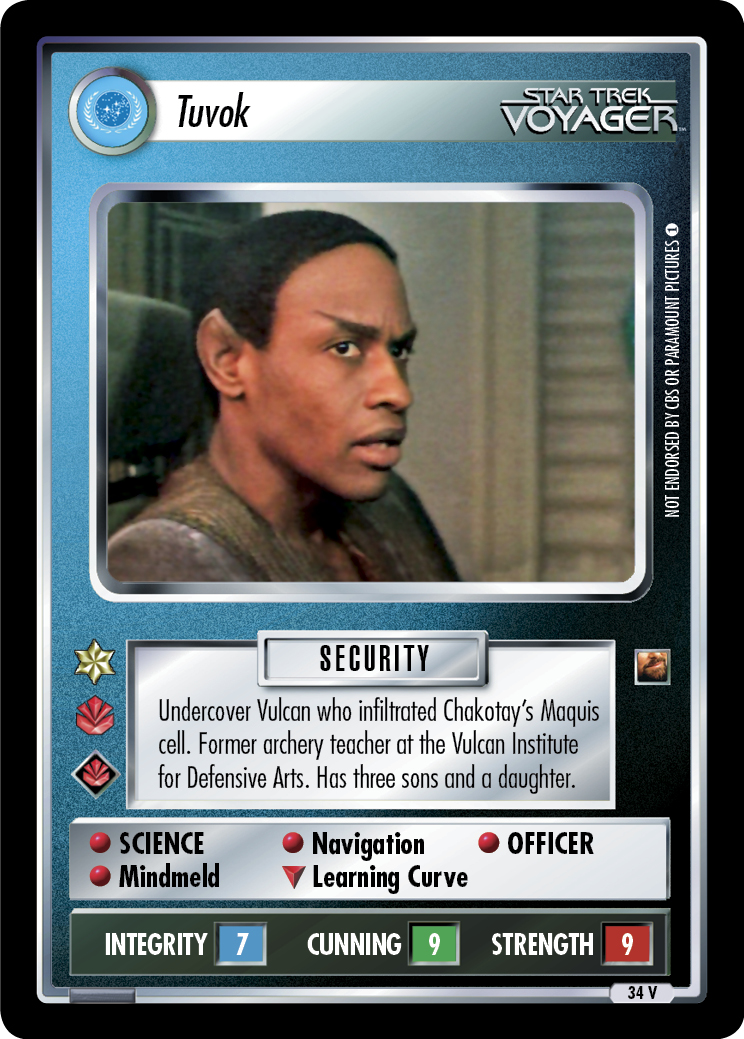 Tuvok
STAR TREK
VOYAGER™
NOT ENDORSED BY CBS OR PARAMOUNT PICTURES 1
SECURITY
Undercover Vulcan who infiltrated Chakotay's Maquis
cell. Former archery teacher at the Vulcan Institute
for Defensive Arts. Has three sons and a daughter.
SCIENCE Navigation OFFICER
Mindmeld Learning Curve
INTEGRITY 7 CUNNING 9 STRENGTH 9
34 V